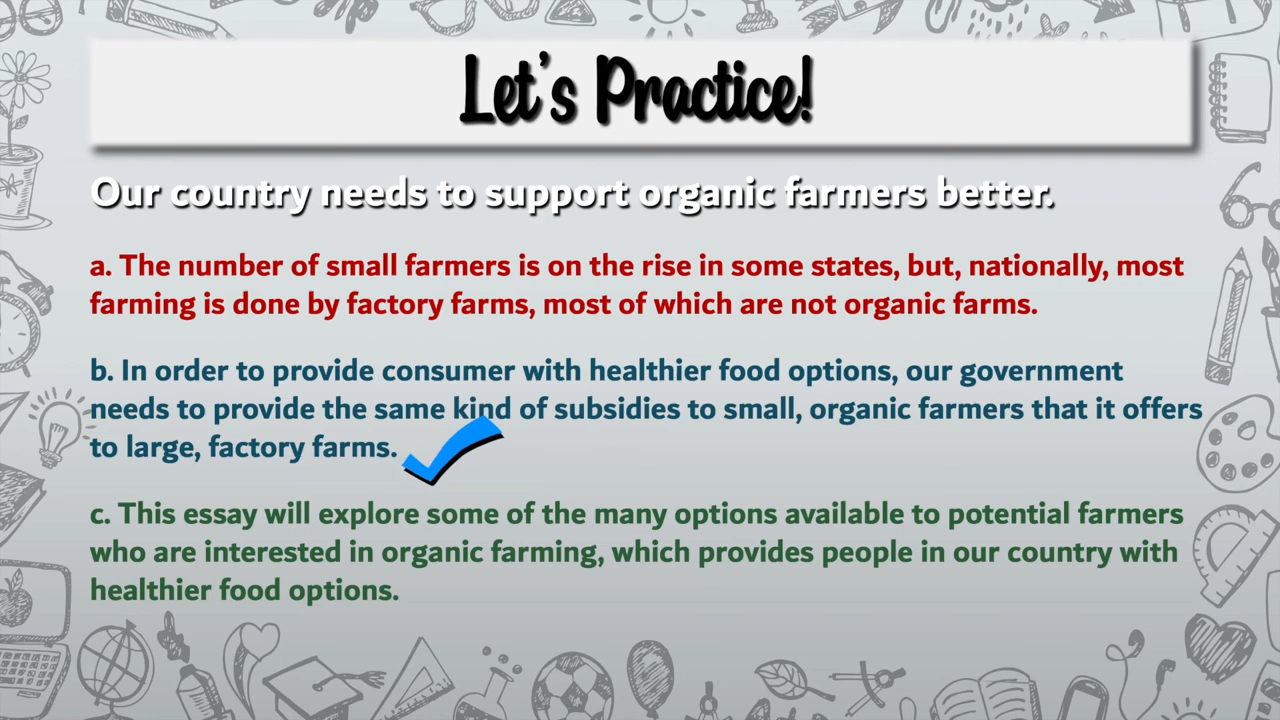 Let's Practice!
Our country needs to support organic farmers better.
a. The number of small farmers is on the rise in some states, but, nationally, most
farming is done by factory farms, most of which are not organic farms.
b. In order to provide consumer with healthier food options, our government
needs to provide the same kind of subsidies to small, organic farmers that it offers
to large, factory farms.
c. This essay will explore some of the many options available to potential farmers
who are interested in organic farming, which provides people in our country with
healthier food options.